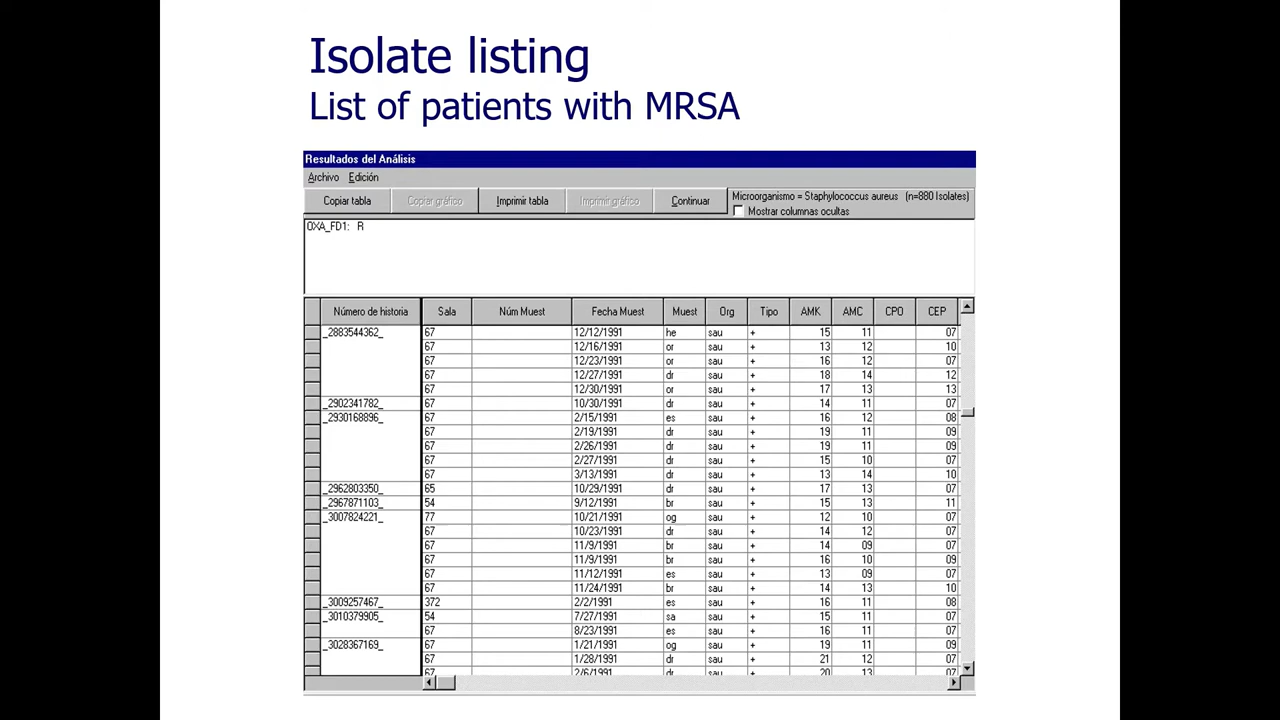 Isolate listing
List of patients with MRSA
Resultados del Análisis
Archivo Edición
Copiar tabla Copiar gráfico Imprimir tabla Imprimir gráfico Continuar Microorganismo = Staphylococcus aureus (n=880 Isolates)
Mostrar columnas ocultas
OXA_FD1: R
Número de historia Sala Núm Muest Fecha Muest Muest Org Tipo AMK AMC CPO CEP
_2883544362_ 67 12/12/1991 he sau + 15 11 07
67 12/16/1991 or sau + 13 12 10
67 12/23/1991 or sau + 16 12 07
67 12/27/1991 dr sau + 18 14 12
67 12/30/1991 or sau + 17 13 13
_2902341782_ 67 10/30/1991 dr sau + 14 11 07
_2930168896_ 67 2/15/1991 es sau + 16 12 08
67 2/19/1991 dr sau + 19 11 09
67 2/26/1991 dr sau + 19 11 09
67 2/27/1991 dr sau + 15 10 07
67 3/13/1991 dr sau + 13 14 10
_2962803350_ 65 10/29/1991 dr sau + 17 13 07
_2967871103_ 54 9/12/1991 br sau + 15 13 11
_3007824221_ 77 10/21/1991 og sau + 12 10 07
67 10/23/1991 dr sau + 14 12 07
67 11/9/1991 br sau + 14 09 07
67 11/9/1991 br sau + 16 10 09
67 11/12/1991 es sau + 13 09 07
67 11/24/1991 br sau + 14 13 10
_3009257467_ 372 2/2/1991 es sau + 16 11 08
_3010379905_ 54 7/27/1991 sa sau + 15 11 07
67 8/23/1991 es sau + 16 11 07
_3028367169_ 67 1/21/1991 og sau + 19 11 09
67 1/28/1991 dr sau + 21 12 07
67 2/6/1991 dr sau + 20 13 07